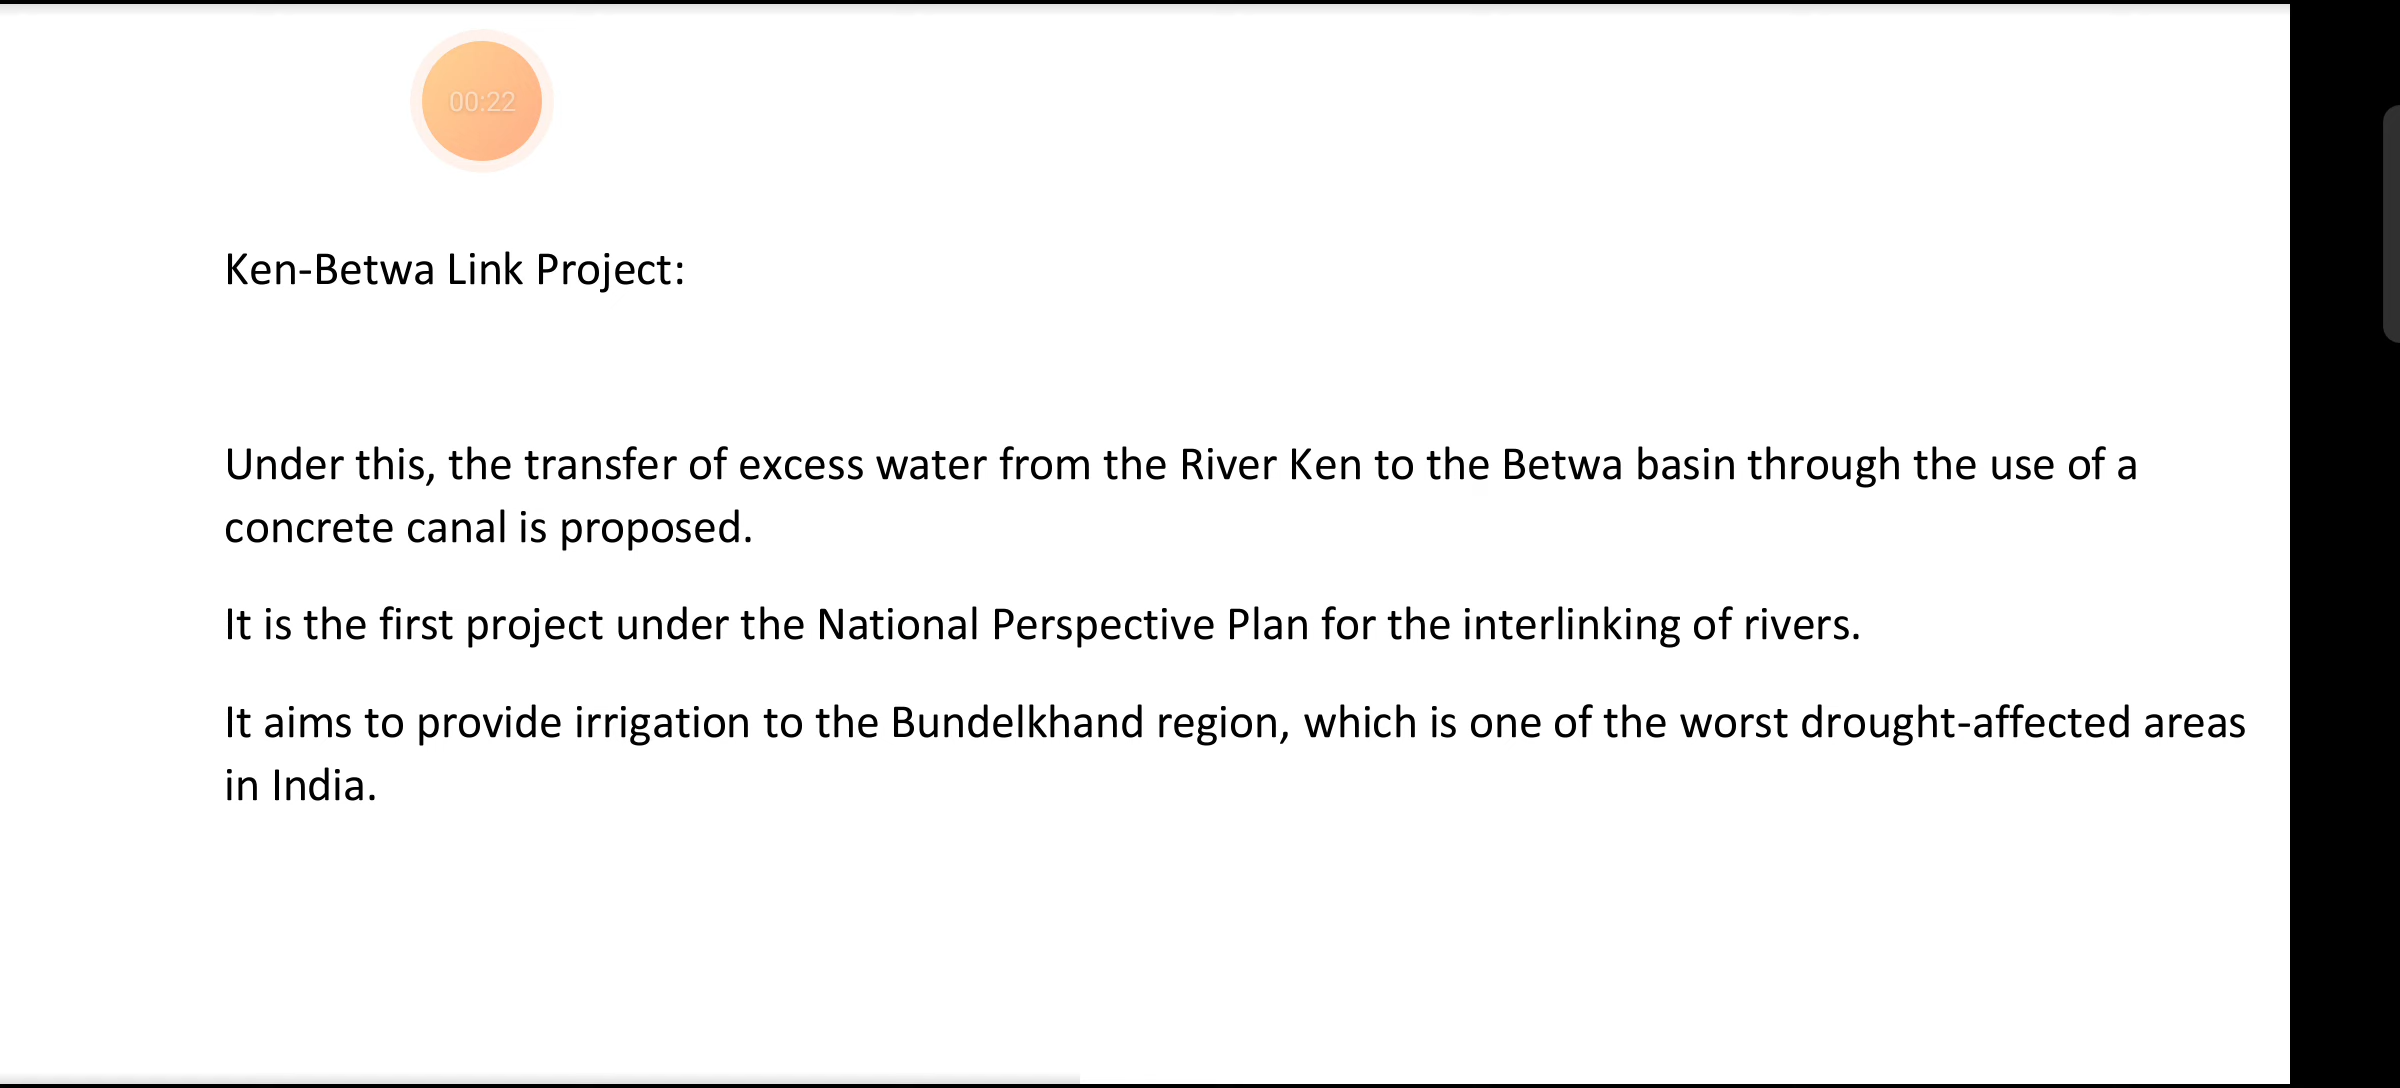 00:22
Ken-Betwa Link Project:
Under this, the transfer of excess water from the River Ken to the Betwa basin through the use of a
concrete canal is proposed.
It is the first project under the National Perspective Plan for the interlinking of rivers.
It aims to provide irrigation to the Bundelkhand region, which is one of the worst drought-affected areas
in India.